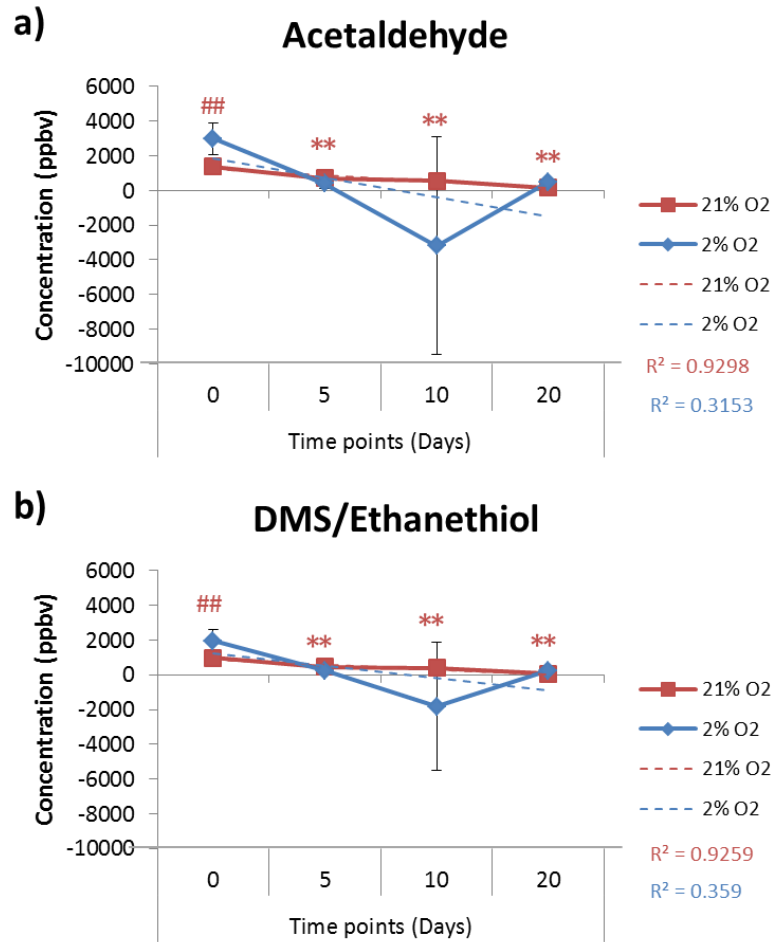 a)
Acetaldehyde
6000
4000
2000
0
-2000
-4000
-6000
-8000
-10000
Concentration (ppbv)
##
**
**
**
0 5 10 20
Time points (Days)
21% O2
2% O2
21% O2
2% O2
R² = 0.9298
R² = 0.3153
b)
DMS/Ethanethiol
6000
4000
2000
0
-2000
-4000
-6000
-8000
-10000
Concentration (ppbv)
##
**
**
**
0 5 10 20
Time points (Days)
21% O2
2% O2
21% O2
2% O2
R² = 0.9259
R² = 0.359